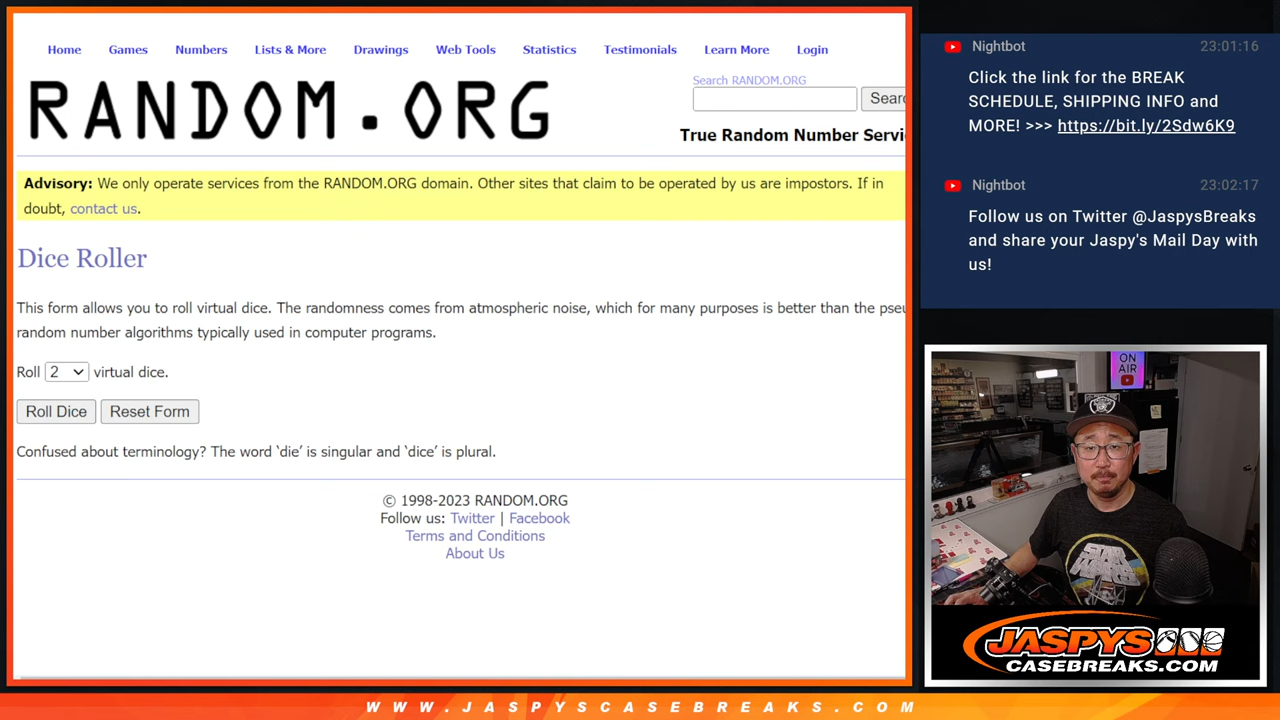 Home Games Numbers Lists & More Drawings Web Tools Statistics Testimonials Learn More Login
Search RANDOM.ORG
RANDOM.ORG
Searc
True Random Number Servi
Advisory: We only operate services from the RANDOM.ORG domain. Other sites that claim to be operated by us are impostors. If in
doubt, contact us.
Dice Roller
This form allows you to roll virtual dice. The randomness comes from atmospheric noise, which for many purposes is better than the pseu
random number algorithms typically used in computer programs.
Roll 2 virtual dice.
Roll Dice Reset Form
Confused about terminology? The word ‘die’ is singular and ‘dice’ is plural.
© 1998-2023 RANDOM.ORG
Follow us: Twitter | Facebook
Terms and Conditions
About Us
Nightbot 23:01:16
Click the link for the BREAK
SCHEDULE, SHIPPING INFO and
MORE! >>> https://bit.ly/2Sdw6K9
Nightbot 23:02:17
Follow us on Twitter @JaspysBreaks
and share your Jaspy's Mail Day with
us!
ON
AIR
JASPYS
CASEBREAKS.COM
WWW.JASPYSCASEBREAKS.COM